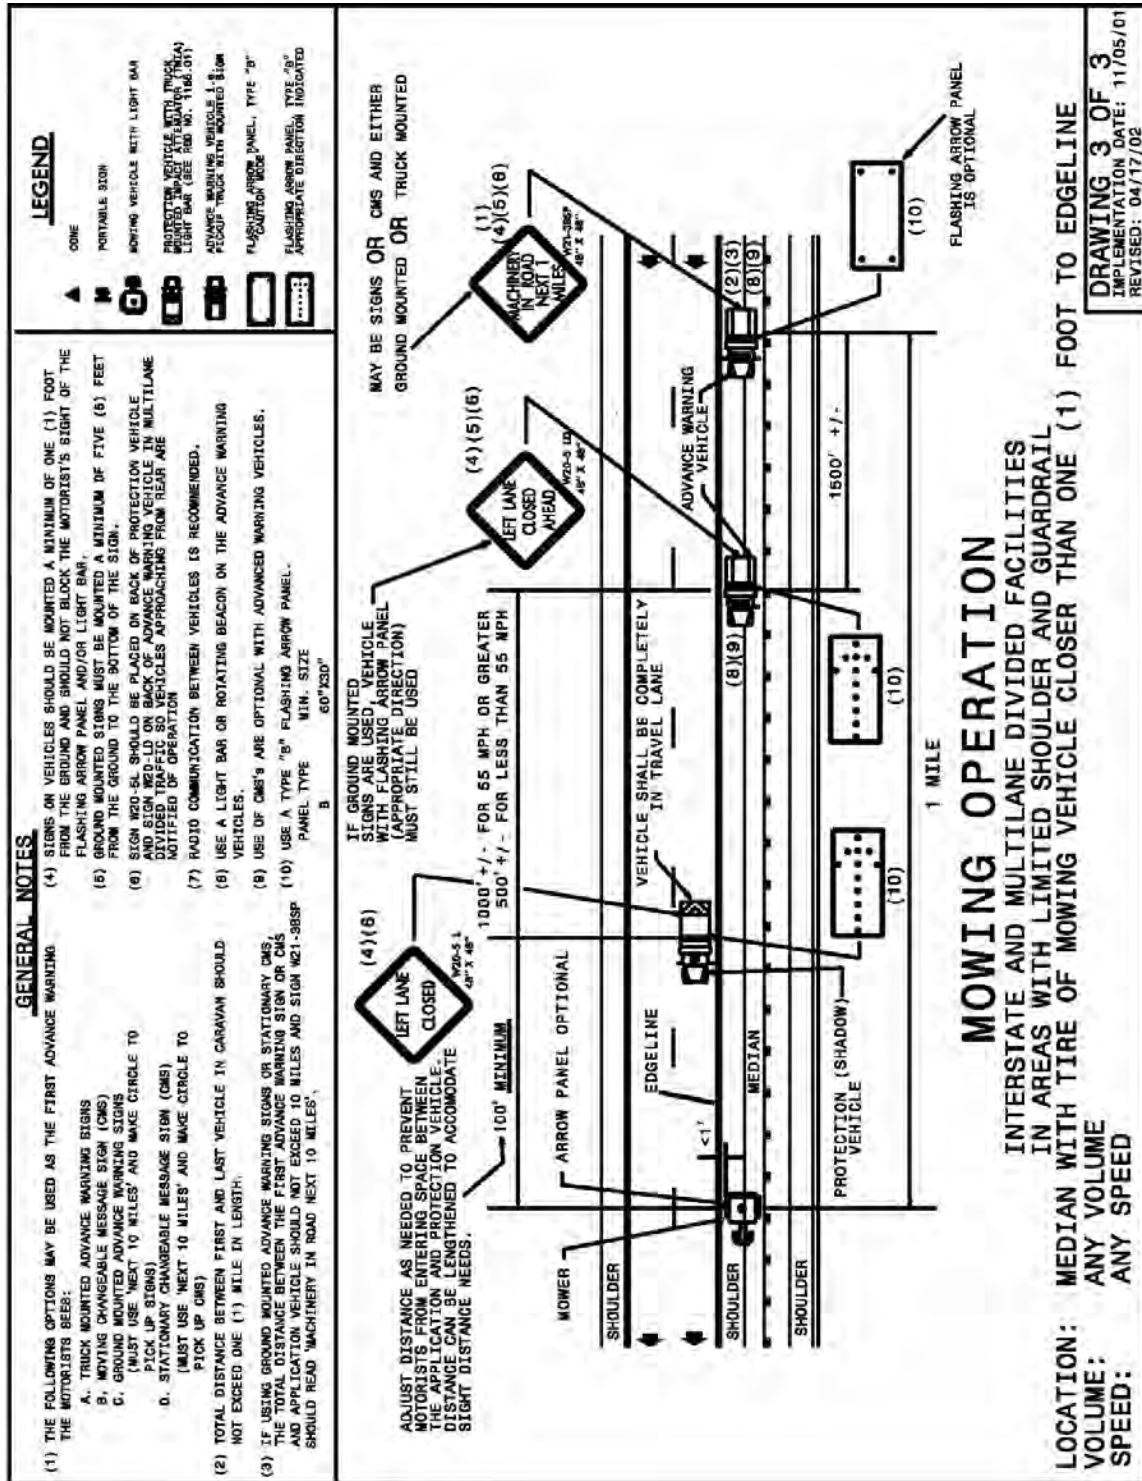 GENERAL NOTES
(1) THE FOLLOWING OPTIONS MAY BE USED AS THE FIRST ADVANCE WARNING
THE MOTORISTS SEES:
A. TRUCK MOUNTED ADVANCE WARNING SIGNS
B. MOVING CHANGEABLE MESSAGE SIGN (CMS)
C. GROUND MOUNTED ADVANCE WARNING SIGNS
(MUST USE 'NEXT 10 MILES' AND MAKE CIRCLE TO
PICK UP SIGNS)
D. STATIONARY CHANGEABLE MESSAGE SIGN (CMS)
(MUST USE 'NEXT 10 MILES' AND MAKE CIRCLE TO
PICK UP CMS)
(2) TOTAL DISTANCE BETWEEN FIRST AND LAST VEHICLE IN CARAVAN SHOULD
NOT EXCEED ONE (1) MILE IN LENGTH.
(3) IF USING GROUND MOUNTED ADVANCE WARNING SIGNS OR STATIONARY CMS,
THE TOTAL DISTANCE BETWEEN THE FIRST ADVANCE WARNING SIGN OR CMS
AND APPLICATION VEHICLE SHOULD NOT EXCEED 10 MILES AND SIGN W21-3BSP
SHOULD READ 'MACHINERY IN ROAD NEXT 10 MILES'.
(4) SIGNS ON VEHICLES SHOULD BE MOUNTED A MINIMUM OF ONE (1) FOOT
FROM THE GROUND AND SHOULD NOT BLOCK THE MOTORIST'S SIGHT OF THE
FLASHING ARROW PANEL AND/OR LIGHT BAR.
(5) GROUND MOUNTED SIGNS MUST BE MOUNTED A MINIMUM OF FIVE (5) FEET
FROM THE GROUND TO THE BOTTOM OF THE SIGN.
(6) SIGN W20-5L SHOULD BE PLACED ON BACK OF PROTECTION VEHICLE
AND SIGN W20-LD ON BACK OF ADVANCE WARNING VEHICLE IN MULTILANE
DIVIDED TRAFFIC SO VEHICLES APPROACHING FROM REAR ARE
NOTIFIED OF OPERATION
(7) RADIO COMMUNICATION BETWEEN VEHICLES IS RECOMMENDED.
(8) USE A LIGHT BAR OR ROTATING BEACON ON THE ADVANCE WARNING
VEHICLES.
(9) USE OF CMS'S ARE OPTIONAL WITH ADVANCED WARNING VEHICLES.
(10) USE A TYPE "B" FLASHING ARROW PANEL.
PANEL TYPE MIN. SIZE
B 60"X30"
LEGEND
CONE
PORTABLE SIGN
MOWING VEHICLE WITH LIGHT BAR
PROTECTION VEHICLE WITH TRUCK
MOUNTED IMPACT ATTENUATOR (TMIA)
LIGHT BAR (SEE RSD NO. 1150.01)
ADVANCE WARNING VEHICLE
PICKUP TRUCK WITH MOUNTED SIGN
FLASHING ARROW PANEL, TYPE "B"
"CAUTION MODE"
FLASHING ARROW PANEL, TYPE "B"
APPROPRIATE DIRECTION INDICATED
ADJUST DISTANCE AS NEEDED TO PREVENT
MOTORISTS FROM ENTERING SPACE BETWEEN
THE APPLICATION AND PROTECTION VEHICLE.
DISTANCE CAN BE LENGTHENED TO ACCOMODATE
SIGHT DISTANCE NEEDS.
100' MINIMUM
LEFT LANE
CLOSED
(4)(6)
W20-5 L
48" X 48"
IF GROUND MOUNTED
SIGNS ARE USED, VEHICLE
WITH FLASHING ARROW PANEL
(APPROPRIATE DIRECTION)
MUST STILL BE USED
1000' +/- FOR 55 MPH OR GREATER
500' +/- FOR LESS THAN 55 MPH
LEFT LANE
CLOSED
AHEAD
(4)(5)(6)
W20-5 LD
48" X 48"
MAY BE SIGNS OR CMS AND EITHER
GROUND MOUNTED OR TRUCK MOUNTED
MACHINERY
IN ROAD
NEXT 1
MILES
(1)
(4)(5)(6)
W21-3BSP
48" X 48"
MOWER
ARROW PANEL OPTIONAL
EDGELINE
VEHICLE SHALL BE COMPLETELY
IN TRAVEL LANE
ADVANCE WARNING
VEHICLE
SHOULDER
SHOULDER
SHOULDER
<1'
MEDIAN
(8)(9)
(2)(3)
(8)(9)
PROTECTION (SHADOW)
VEHICLE
(10)
(10)
(10)
1500' +/-
1 MILE
FLASHING ARROW PANEL
IS OPTIONAL
MOWING OPERATION
INTERSTATE AND MULTILANE DIVIDED FACILITIES
IN AREAS WITH LIMITED SHOULDER AND GUARDRAIL
LOCATION: MEDIAN WITH TIRE OF MOWING VEHICLE CLOSER THAN ONE (1) FOOT TO EDGELINE
VOLUME: ANY VOLUME
SPEED: ANY SPEED
DRAWING 3 OF 3
IMPLEMENTATION DATE: 11/05/01
REVISED: 04/17/02